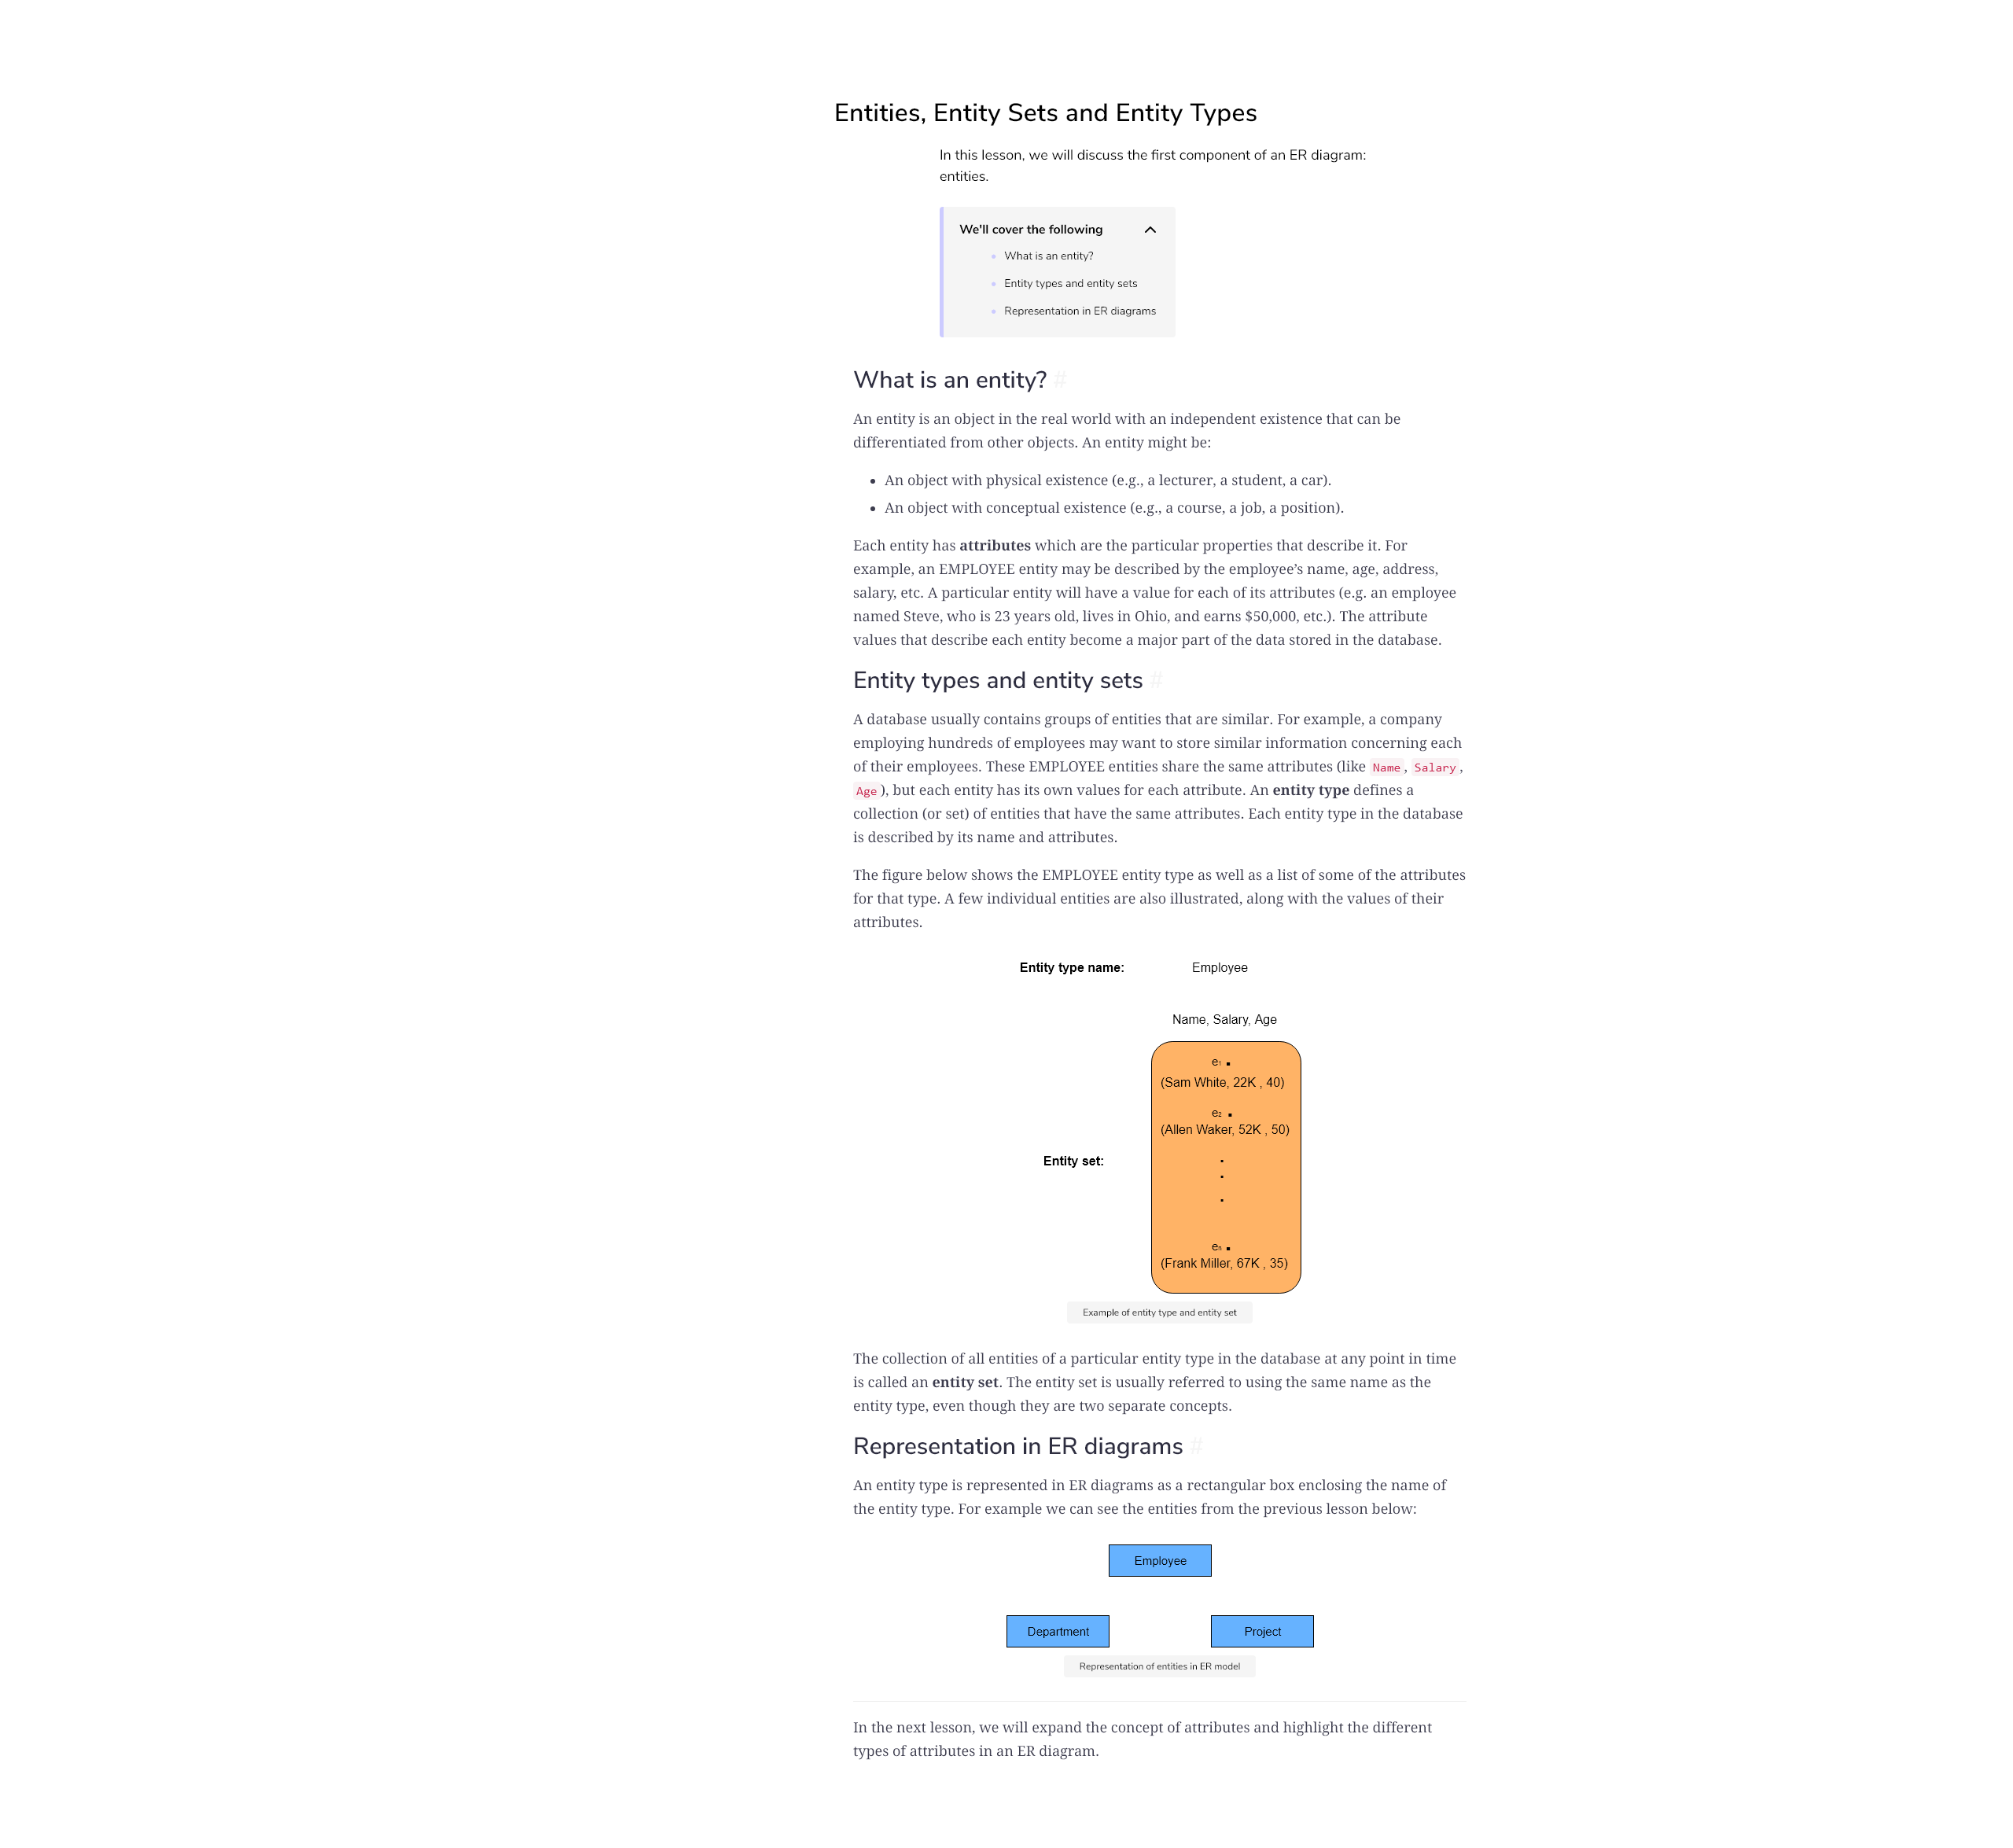 Entities, Entity Sets and Entity Types
In this lesson, we will discuss the first component of an ER diagram:
entities.
We'll cover the following
What is an entity?
Entity types and entity sets
Representation in ER diagrams
What is an entity? #
An entity is an object in the real world with an independent existence that can be
differentiated from other objects. An entity might be:
• An object with physical existence (e.g., a lecturer, a student, a car).
• An object with conceptual existence (e.g., a course, a job, a position).
Each entity has attributes which are the particular properties that describe it. For
example, an EMPLOYEE entity may be described by the employee’s name, age, address,
salary, etc. A particular entity will have a value for each of its attributes (e.g. an employee
named Steve, who is 23 years old, lives in Ohio, and earns $50,000, etc.). The attribute
values that describe each entity become a major part of the data stored in the database.
Entity types and entity sets #
A database usually contains groups of entities that are similar. For example, a company
employing hundreds of employees may want to store similar information concerning each
of their employees. These EMPLOYEE entities share the same attributes (like Name, Salary,
Age), but each entity has its own values for each attribute. An entity type defines a
collection (or set) of entities that have the same attributes. Each entity type in the database
is described by its name and attributes.
The figure below shows the EMPLOYEE entity type as well as a list of some of the attributes
for that type. A few individual entities are also illustrated, along with the values of their
attributes.
Entity type name: Employee
Name, Salary, Age
e₁
(Sam White, 22K , 40)
e₂
(Allen Waker, 52K , 50)
Entity set:
eₙ
(Frank Miller, 67K , 35)
Example of entity type and entity set
The collection of all entities of a particular entity type in the database at any point in time
is called an entity set. The entity set is usually referred to using the same name as the
entity type, even though they are two separate concepts.
Representation in ER diagrams #
An entity type is represented in ER diagrams as a rectangular box enclosing the name of
the entity type. For example we can see the entities from the previous lesson below:
Employee
Department Project
Representation of entities in ER model
In the next lesson, we will expand the concept of attributes and highlight the different
types of attributes in an ER diagram.